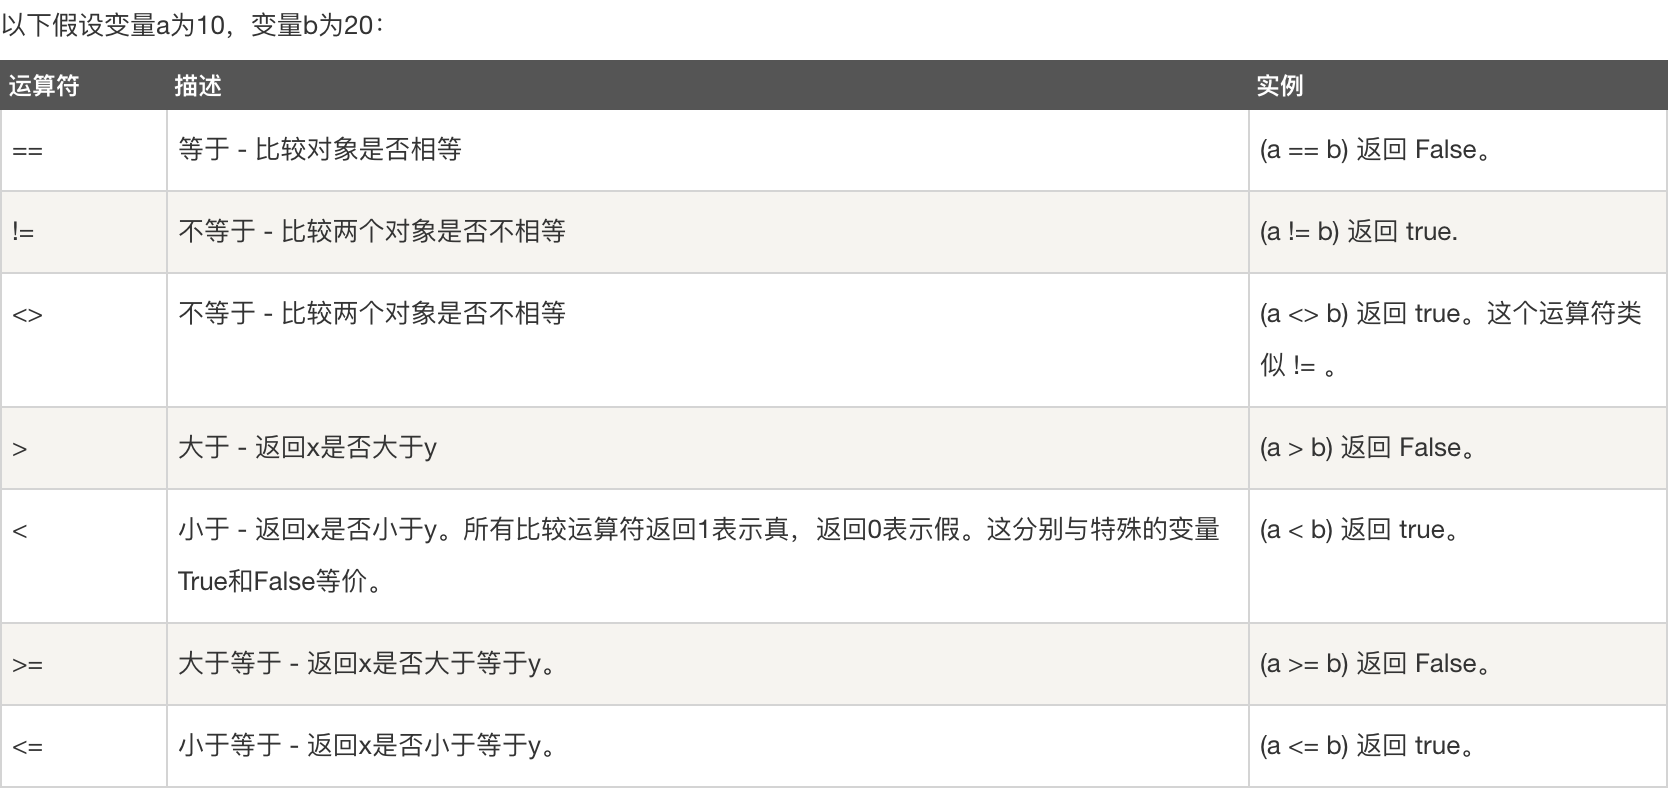 以下假设变量a为10，变量b为20：
运算符 描述 实例
== 等于 - 比较对象是否相等 (a == b) 返回 False。
!= 不等于 - 比较两个对象是否不相等 (a != b) 返回 true.
<> 不等于 - 比较两个对象是否不相等 (a <> b) 返回 true。这个运算符类
似 != 。
> 大于 - 返回x是否大于y (a > b) 返回 False。
< 小于 - 返回x是否小于y。所有比较运算符返回1表示真，返回0表示假。这分别与特殊的变量 (a < b) 返回 true。
True和False等价。
>= 大于等于 - 返回x是否大于等于y。 (a >= b) 返回 False。
<= 小于等于 - 返回x是否小于等于y。 (a <= b) 返回 true。